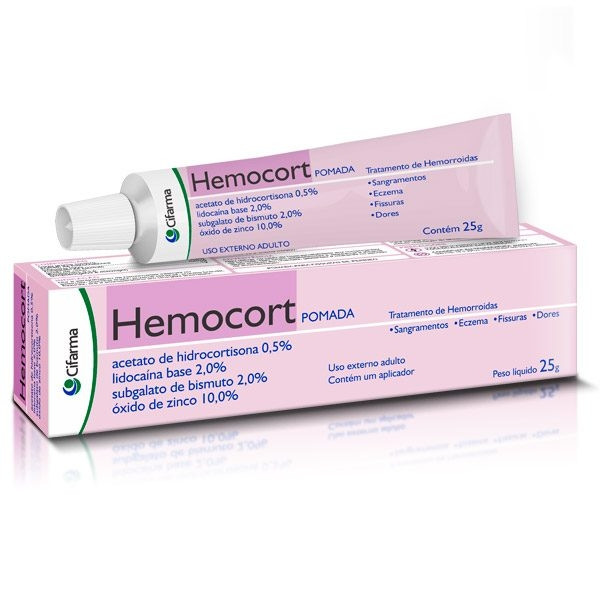 Cifarma
Hemocort POMADA
acetato de hidrocortisona 0,5%
lidocaína base 2,0%
subgalato de bismuto 2,0%
óxido de zinco 10,0%
USO EXTERNO ADULTO
Tratamento de Hemorroidas
•Sangramentos
•Eczema
•Fissuras
•Dores
Contém 25g
Cifarma
Hemocort POMADA
acetato de hidrocortisona 0,5%
lidocaína base 2,0%
subgalato de bismuto 2,0%
óxido de zinco 10,0%
Tratamento de Hemorroidas
•Sangramentos •Eczema •Fissuras •Dores
Uso externo adulto
Contém um aplicador
Peso líquido 25g
Hemocort POMADA